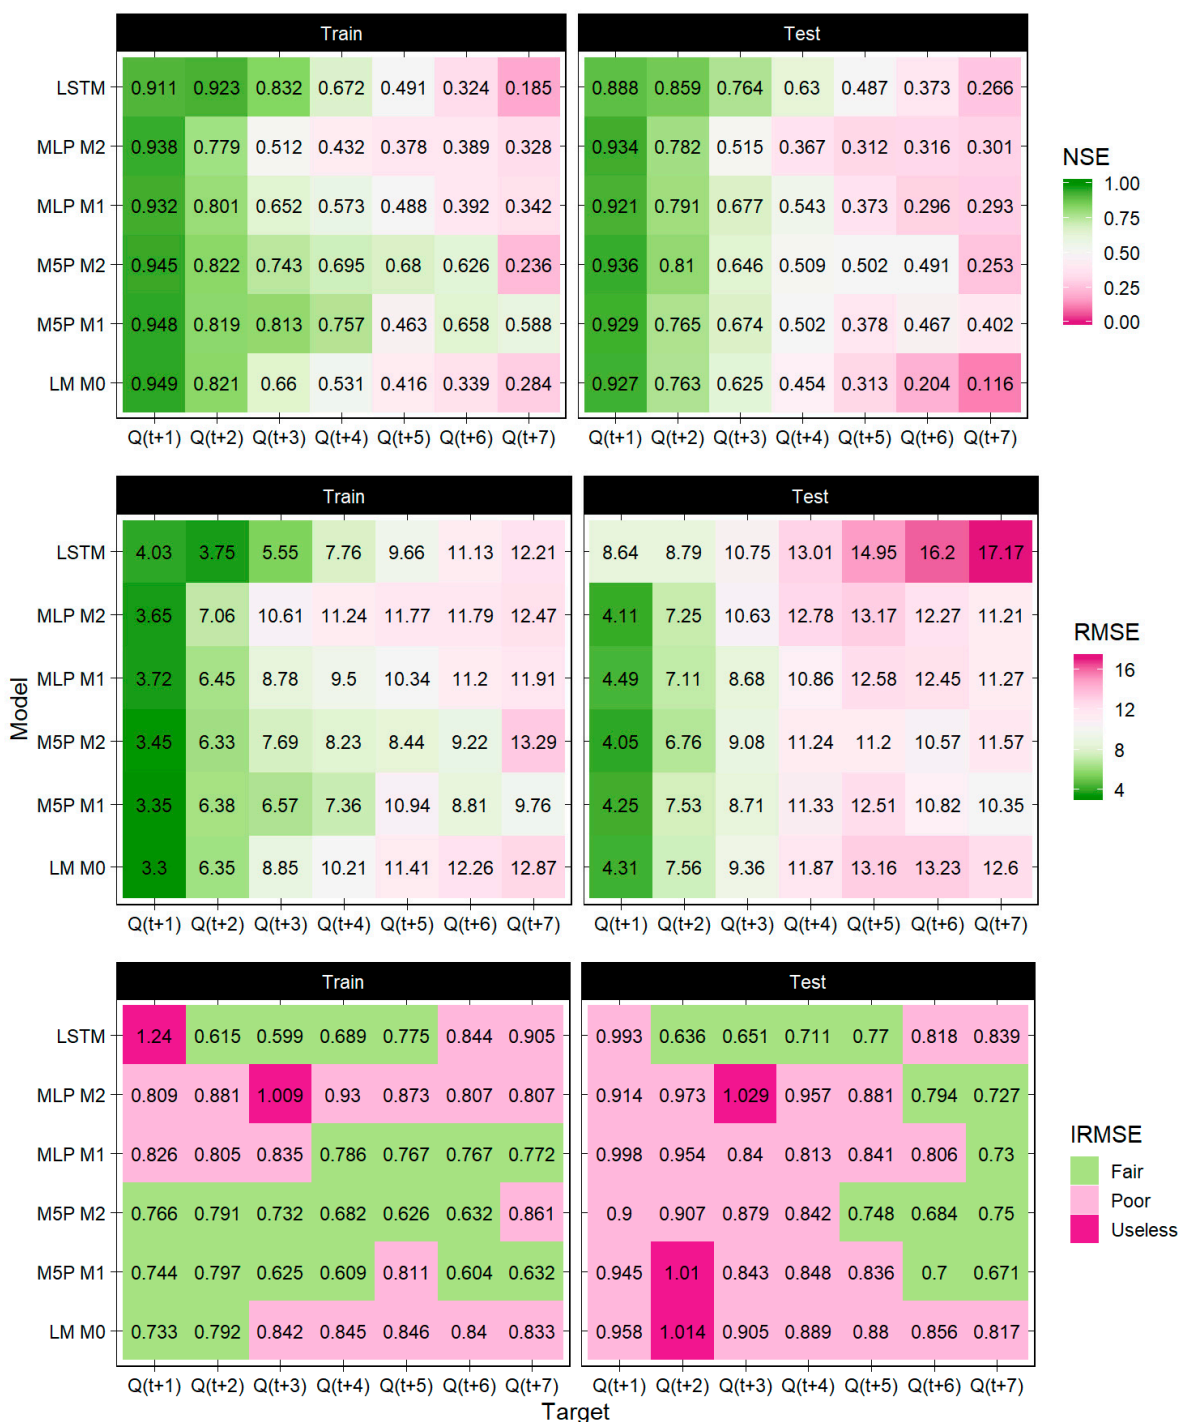 Train Test
LSTM 0.911 0.923 0.832 0.672 0.491 0.324 0.185 0.888 0.859 0.764 0.63 0.487 0.373 0.266
MLP M2 0.938 0.779 0.512 0.432 0.378 0.389 0.328 0.934 0.782 0.515 0.367 0.312 0.316 0.301
MLP M1 0.932 0.801 0.652 0.573 0.488 0.392 0.342 0.921 0.791 0.677 0.543 0.373 0.296 0.293
M5P M2 0.945 0.822 0.743 0.695 0.68 0.626 0.236 0.936 0.81 0.646 0.509 0.502 0.491 0.253
M5P M1 0.948 0.819 0.813 0.757 0.463 0.658 0.588 0.929 0.765 0.674 0.502 0.378 0.467 0.402
LM M0 0.949 0.821 0.66 0.531 0.416 0.339 0.284 0.927 0.763 0.625 0.454 0.313 0.204 0.116
Q(t+1) Q(t+2) Q(t+3) Q(t+4) Q(t+5) Q(t+6) Q(t+7) Q(t+1) Q(t+2) Q(t+3) Q(t+4) Q(t+5) Q(t+6) Q(t+7)
NSE
1.00
0.75
0.50
0.25
0.00
Train Test
LSTM 4.03 3.75 5.55 7.76 9.66 11.13 12.21 8.64 8.79 10.75 13.01 14.95 16.2 17.17
MLP M2 3.65 7.06 10.61 11.24 11.77 11.79 12.47 4.11 7.25 10.63 12.78 13.17 12.27 11.21
MLP M1 3.72 6.45 8.78 9.5 10.34 11.2 11.91 4.49 7.11 8.68 10.86 12.58 12.45 11.27
M5P M2 3.45 6.33 7.69 8.23 8.44 9.22 13.29 4.05 6.76 9.08 11.24 11.2 10.57 11.57
M5P M1 3.35 6.38 6.57 7.36 10.94 8.81 9.76 4.25 7.53 8.71 11.33 12.51 10.82 10.35
LM M0 3.3 6.35 8.85 10.21 11.41 12.26 12.87 4.31 7.56 9.36 11.87 13.16 13.23 12.6
Q(t+1) Q(t+2) Q(t+3) Q(t+4) Q(t+5) Q(t+6) Q(t+7) Q(t+1) Q(t+2) Q(t+3) Q(t+4) Q(t+5) Q(t+6) Q(t+7)
RMSE
16
12
8
4
Model
Train Test
LSTM 1.24 0.615 0.599 0.689 0.775 0.844 0.905 0.993 0.636 0.651 0.711 0.77 0.818 0.839
MLP M2 0.809 0.881 1.009 0.93 0.873 0.807 0.807 0.914 0.973 1.029 0.957 0.881 0.794 0.727
MLP M1 0.826 0.805 0.835 0.786 0.767 0.767 0.772 0.998 0.954 0.84 0.813 0.841 0.806 0.73
M5P M2 0.766 0.791 0.732 0.682 0.626 0.632 0.861 0.9 0.907 0.879 0.842 0.748 0.684 0.75
M5P M1 0.744 0.797 0.625 0.609 0.811 0.604 0.632 0.945 1.01 0.843 0.848 0.836 0.7 0.671
LM M0 0.733 0.792 0.842 0.845 0.846 0.84 0.833 0.958 1.014 0.905 0.889 0.88 0.856 0.817
Q(t+1) Q(t+2) Q(t+3) Q(t+4) Q(t+5) Q(t+6) Q(t+7) Q(t+1) Q(t+2) Q(t+3) Q(t+4) Q(t+5) Q(t+6) Q(t+7)
IRMSE
Fair
Poor
Useless
Target